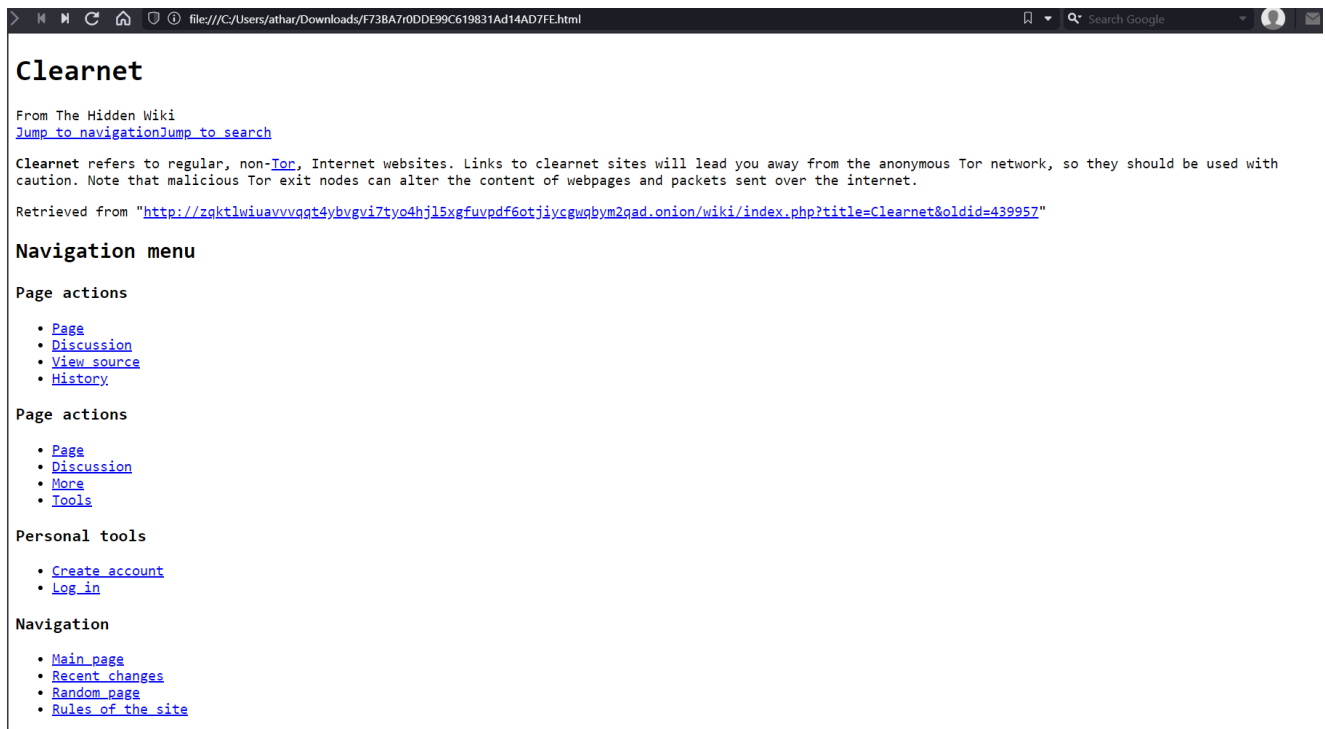 file:///C:/Users/athar/Downloads/F73BA7r0DDE99C619831Ad14AD7FE.html
Search Google
Clearnet
From The Hidden Wiki
Jump to navigationJump to search
Clearnet refers to regular, non-Tor, Internet websites. Links to clearnet sites will lead you away from the anonymous Tor network, so they should be used with
caution. Note that malicious Tor exit nodes can alter the content of webpages and packets sent over the internet.
Retrieved from "http://zqktlwiuavvvqqt4ybvgvi7tyo4hjl5xgfuvpdf6otjiycgwqbym2qad.onion/wiki/index.php?title=Clearnet&oldid=439957"
Navigation menu
Page actions
• Page
• Discussion
• View source
• History
Page actions
• Page
• Discussion
• More
• Tools
Personal tools
• Create account
• Log in
Navigation
• Main page
• Recent changes
• Random page
• Rules of the site